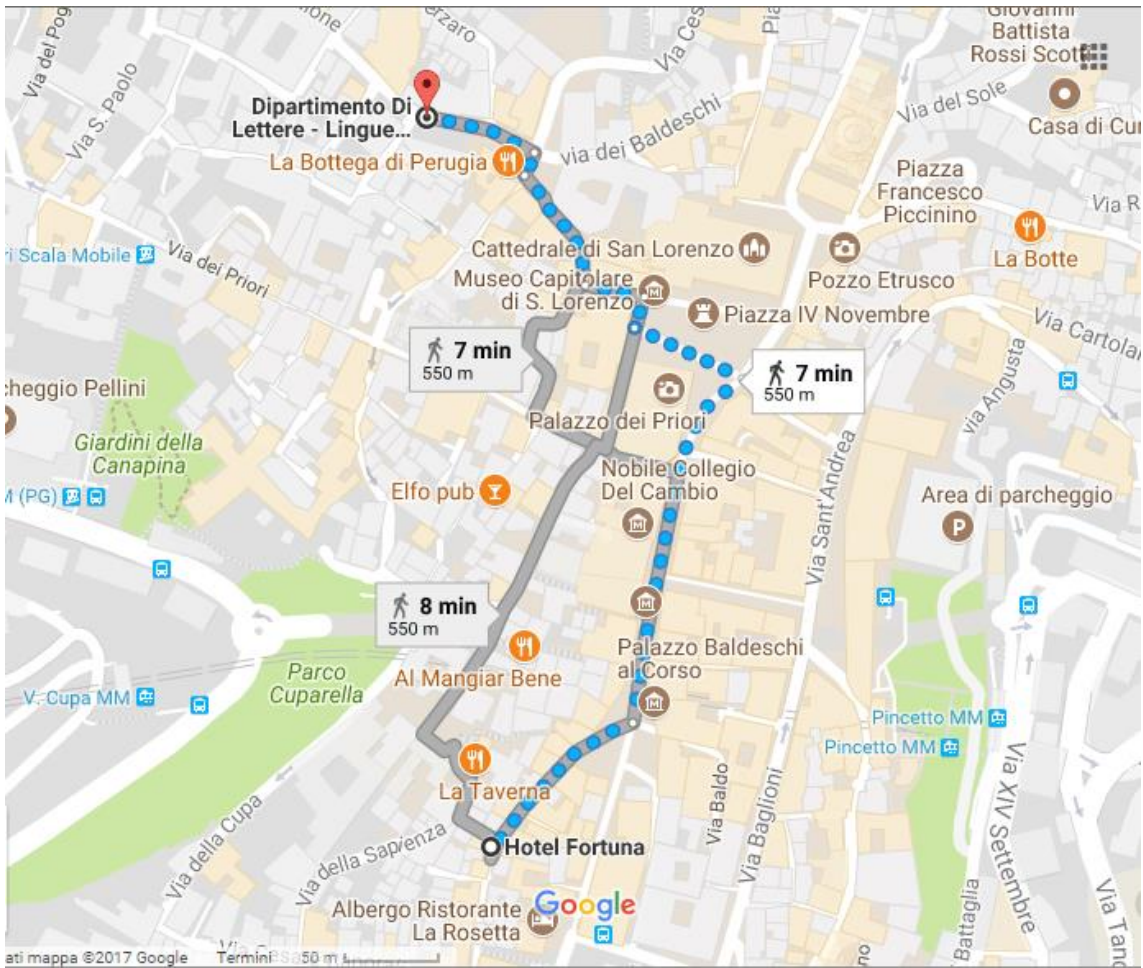 Giovanni
Battista
Rossi Scotti
Via del Pog
erzaro
Via Ces
Via del Sole
Casa di Cur
Via S. Paolo
Dipartimento Di
Lettere - Lingue...
La Bottega di Perugia
via dei Baldeschi
Piazza
Francesco
Piccinino
Via R
La Botte
ri Scala Mobile
Via dei Priori
Cattedrale di San Lorenzo
Museo Capitolare
di S. Lorenzo
Pozzo Etrusco
Piazza IV Novembre
Via Cartolar
7 min
550 m
7 min
550 m
via Angusta
cheggio Pellini
Giardini della
Canapina
Palazzo dei Priori
Nobile Collegio
Del Cambio
Via Sant'Andrea
Area di parcheggio
P
M (PG)
Elfo pub
8 min
550 m
Al Mangiar Bene
Palazzo Baldeschi
al Corso
Parco
Cuparella
V. Cupa MM
Pincetto MM
Pincetto MM
La Taverna
Via Baldo
Via Baglioni
Via XIV Settembre
Via della Cupa
Via della Sapienza
Hotel Fortuna
Albergo Ristorante
La Rosetta
Google
Battaglia
Via Tanc
ati mappa ©2017 Google Termini 50 m